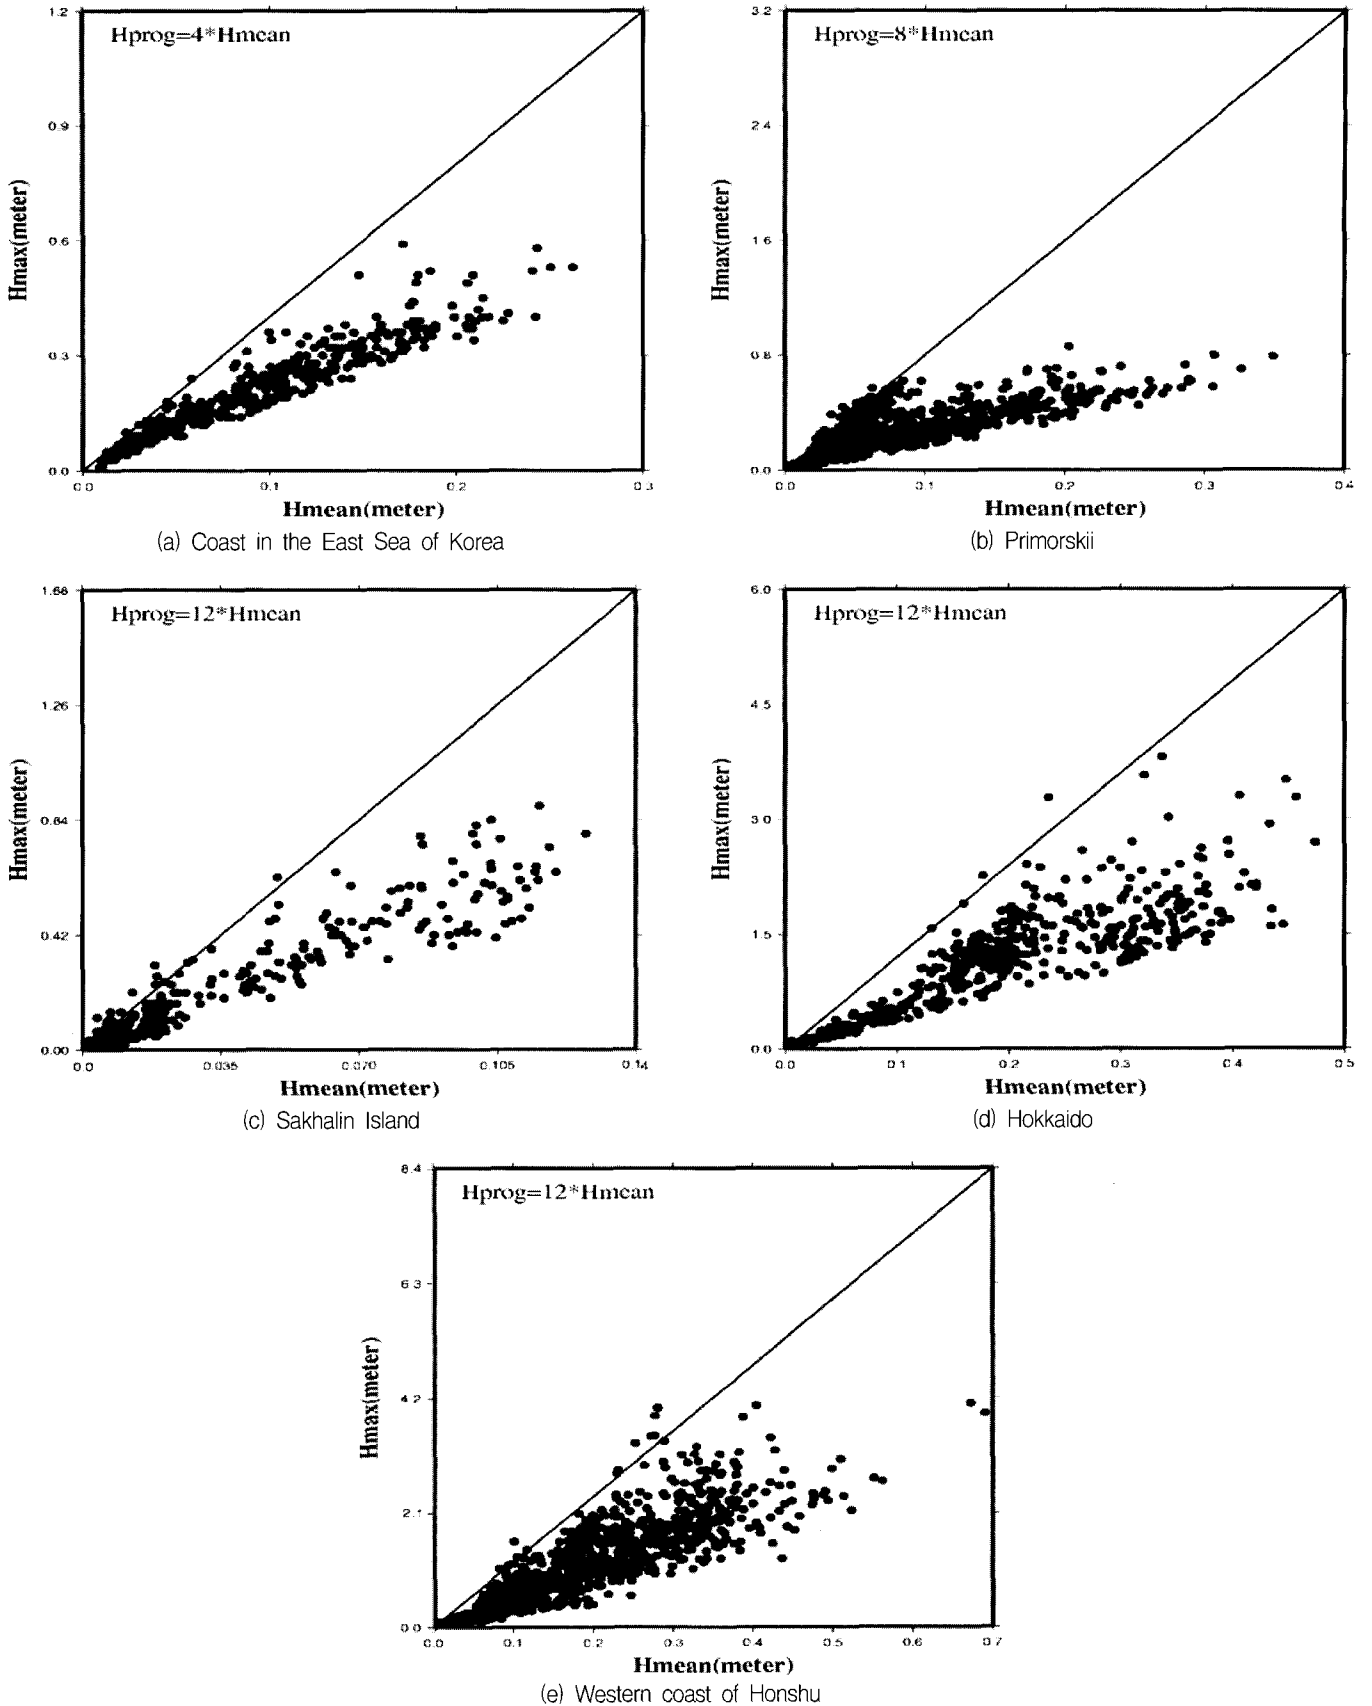 Hprog=4*Hmean
1.2
0.9
0.6
0.3
0.0
0.0 0.1 0.2 0.3
Hmax(meter)
Hmean(meter)
(a) Coast in the East Sea of Korea
Hprog=8*Hmean
3.2
2.4
1.6
0.8
0.0
0.0 0.1 0.2 0.3 0.4
Hmax(meter)
Hmean(meter)
(b) Primorskii
Hprog=12*Hmean
1.68
1.26
0.84
0.42
0.00
0.0 0.035 0.070 0.105 0.14
Hmax(meter)
Hmean(meter)
(c) Sakhalin Island
Hprog=12*Hmean
6.0
4.5
3.0
1.5
0.0
0.0 0.1 0.2 0.3 0.4 0.5
Hmax(meter)
Hmean(meter)
(d) Hokkaido
Hprog=12*Hmean
8.4
6.3
4.2
2.1
0.0
0.0 0.1 0.2 0.3 0.4 0.5 0.6 0.7
Hmax(meter)
Hmean(meter)
(e) Western coast of Honshu